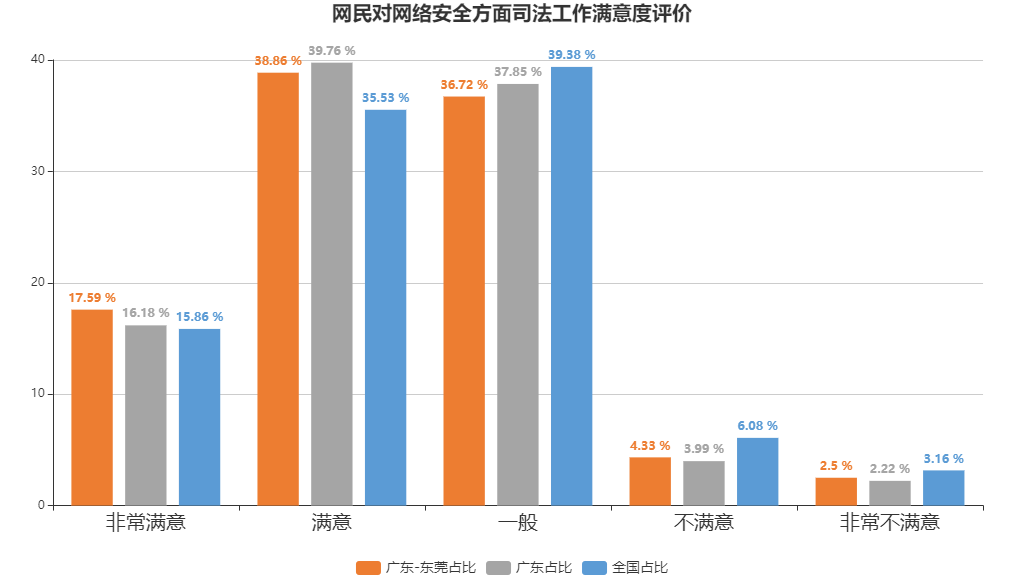 网民对网络安全方面司法工作满意度评价
40
30
20
10
0
17.59 %
16.18 %
15.86 %
38.86 %
39.76 %
35.53 %
36.72 %
37.85 %
39.38 %
4.33 %
3.99 %
6.08 %
2.5 %
2.22 %
3.16 %
非常满意
满意
一般
不满意
非常不满意
广东-东莞占比
广东占比
全国占比